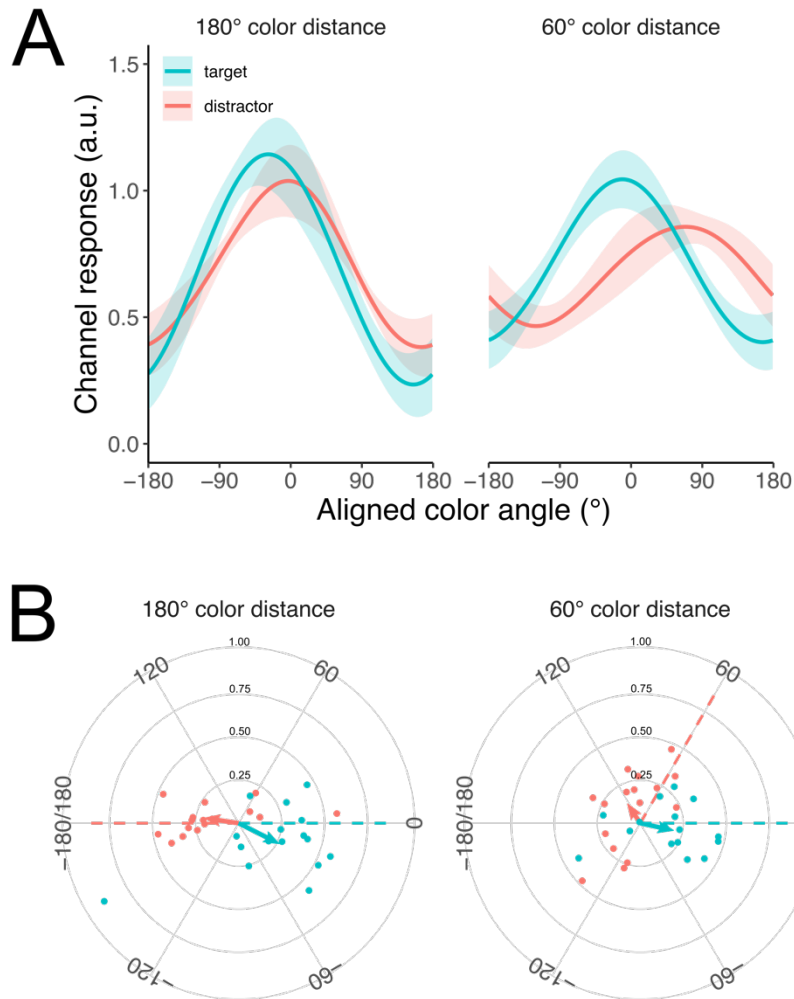 A
180° color distance
60° color distance
target
distractor
Channel response (a.u.)
1.5
1.0
0.5
0.0
−180 −90 0 90 180
−180 −90 0 90 180
Aligned color angle (°)
B
180° color distance
60° color distance
1.00
0.75
0.50
0.25
120
60
−180/180
0
−120
−60
1.00
0.75
0.50
0.25
120
60
−180/180
−120
−60